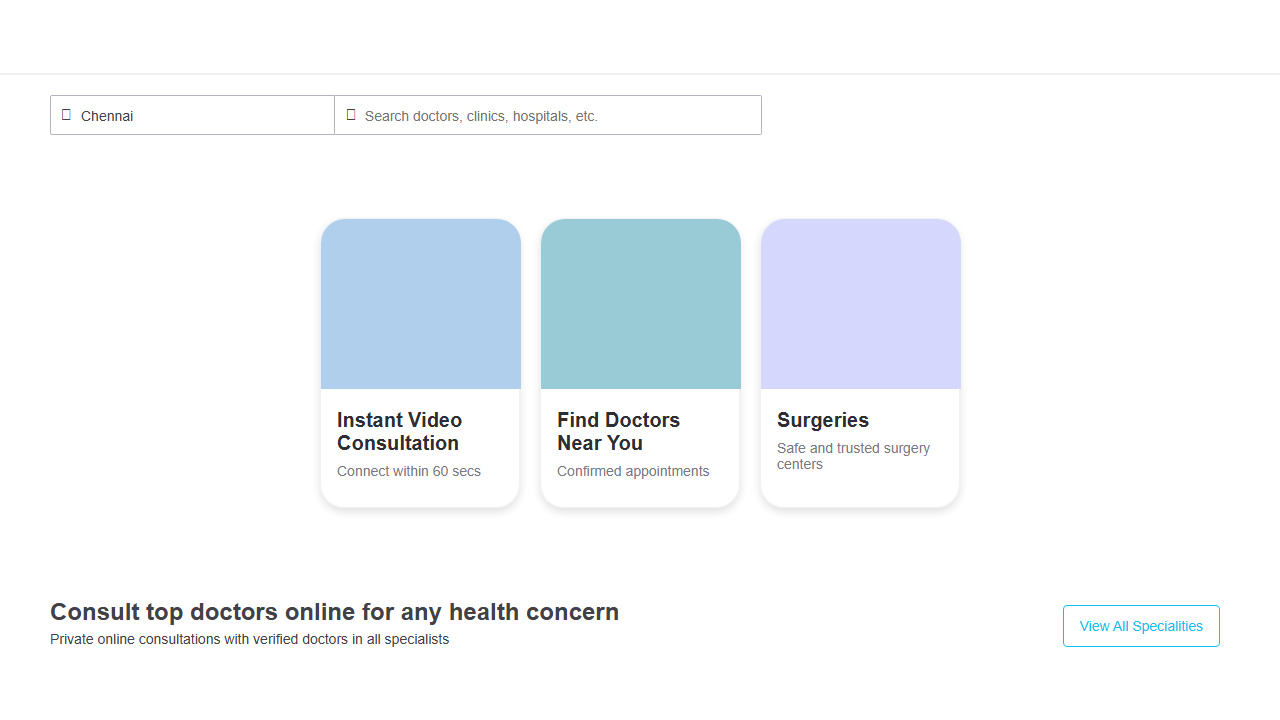 Chennai
Search doctors, clinics, hospitals, etc.
Instant Video
Consultation
Connect within 60 secs
Find Doctors
Near You
Confirmed appointments
Surgeries
Safe and trusted surgery
centers
Consult top doctors online for any health concern
Private online consultations with verified doctors in all specialists
View All Specialities